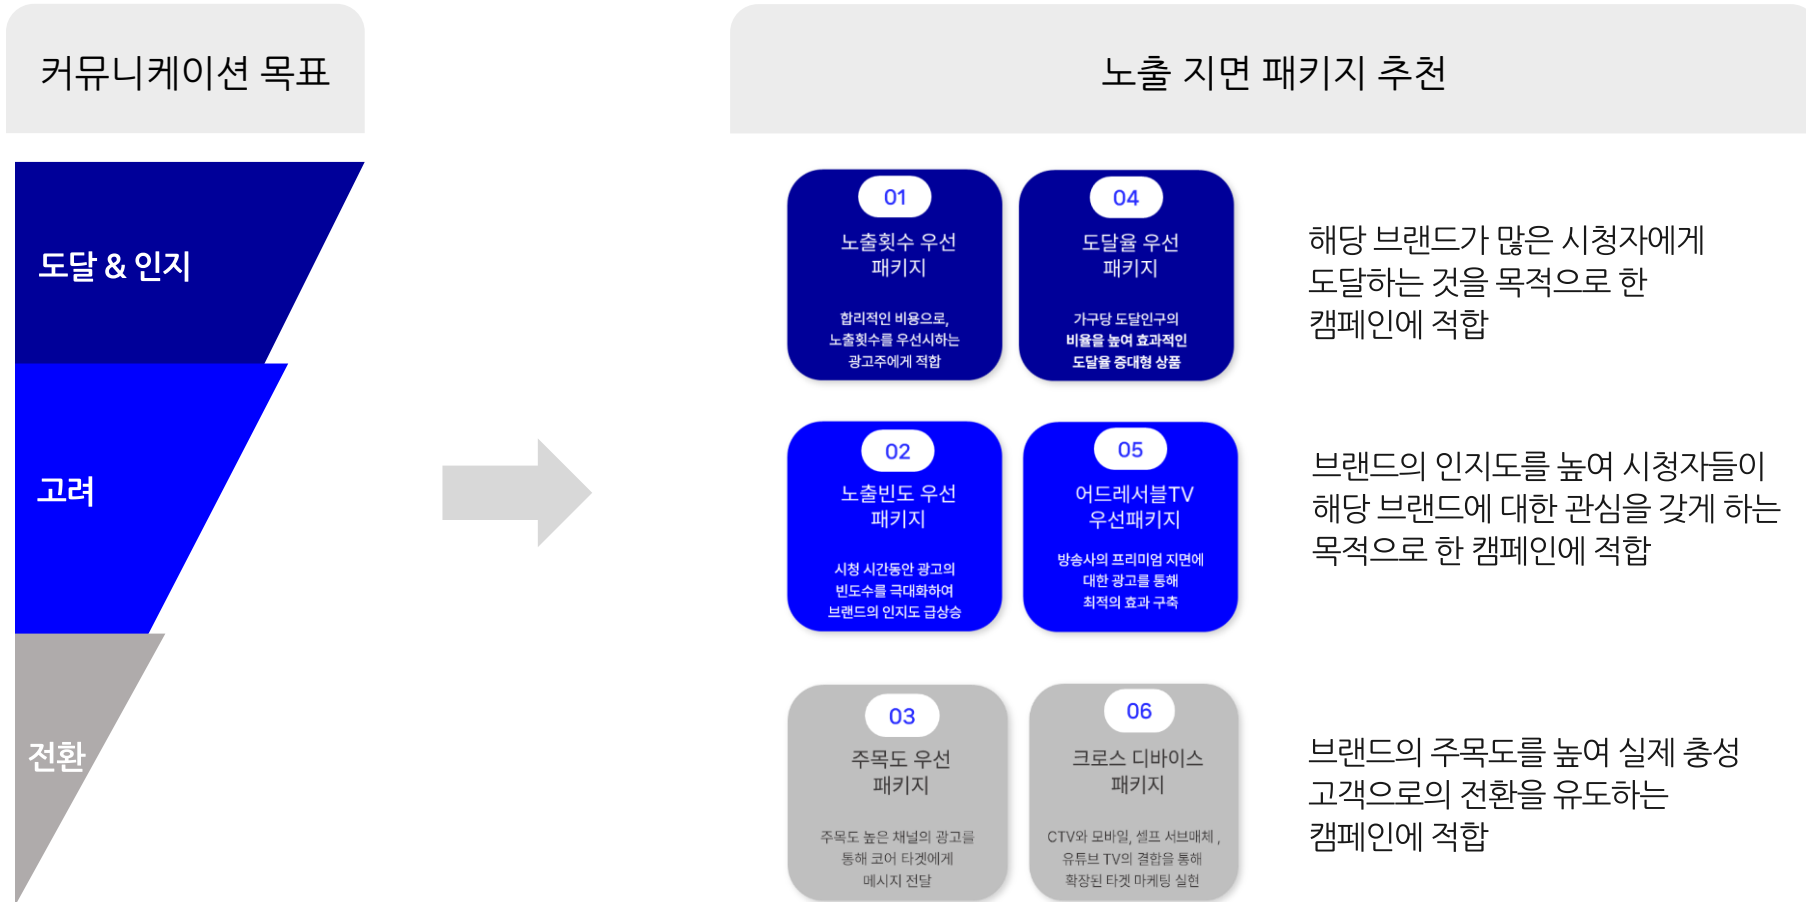 커뮤니케이션 목표
노출 지면 패키지 추천
도달 & 인지
01
노출횟수 우선
패키지
합리적인 비용으로,
노출횟수를 우선시하는
광고주에게 적합
04
도달율 우선
패키지
가구당 도달인구의
비율을 높여 효과적인
도달율 증대형 상품
해당 브랜드가 많은 시청자에게
도달하는 것을 목적으로 한
캠페인에 적합
고려
02
노출빈도 우선
패키지
시청 시간동안 광고의
빈도수를 극대화하여
브랜드의 인지도 급상승
05
어드레서블TV
우선패키지
방송사의 프리미엄 지면에
대한 광고를 통해
최적의 효과 구축
브랜드의 인지도를 높여 시청자들이
해당 브랜드에 대한 관심을 갖게 하는
목적으로 한 캠페인에 적합
전환
03
주목도 우선
패키지
주목도 높은 채널의 광고를
통해 코어 타겟에게
메시지 전달
06
크로스 디바이스
패키지
CTV와 모바일, 셀프 서브매체 ,
유튜브 TV의 결합을 통해
확장된 타겟 마케팅 실현
브랜드의 주목도를 높여 실제 충성
고객으로의 전환을 유도하는
캠페인에 적합